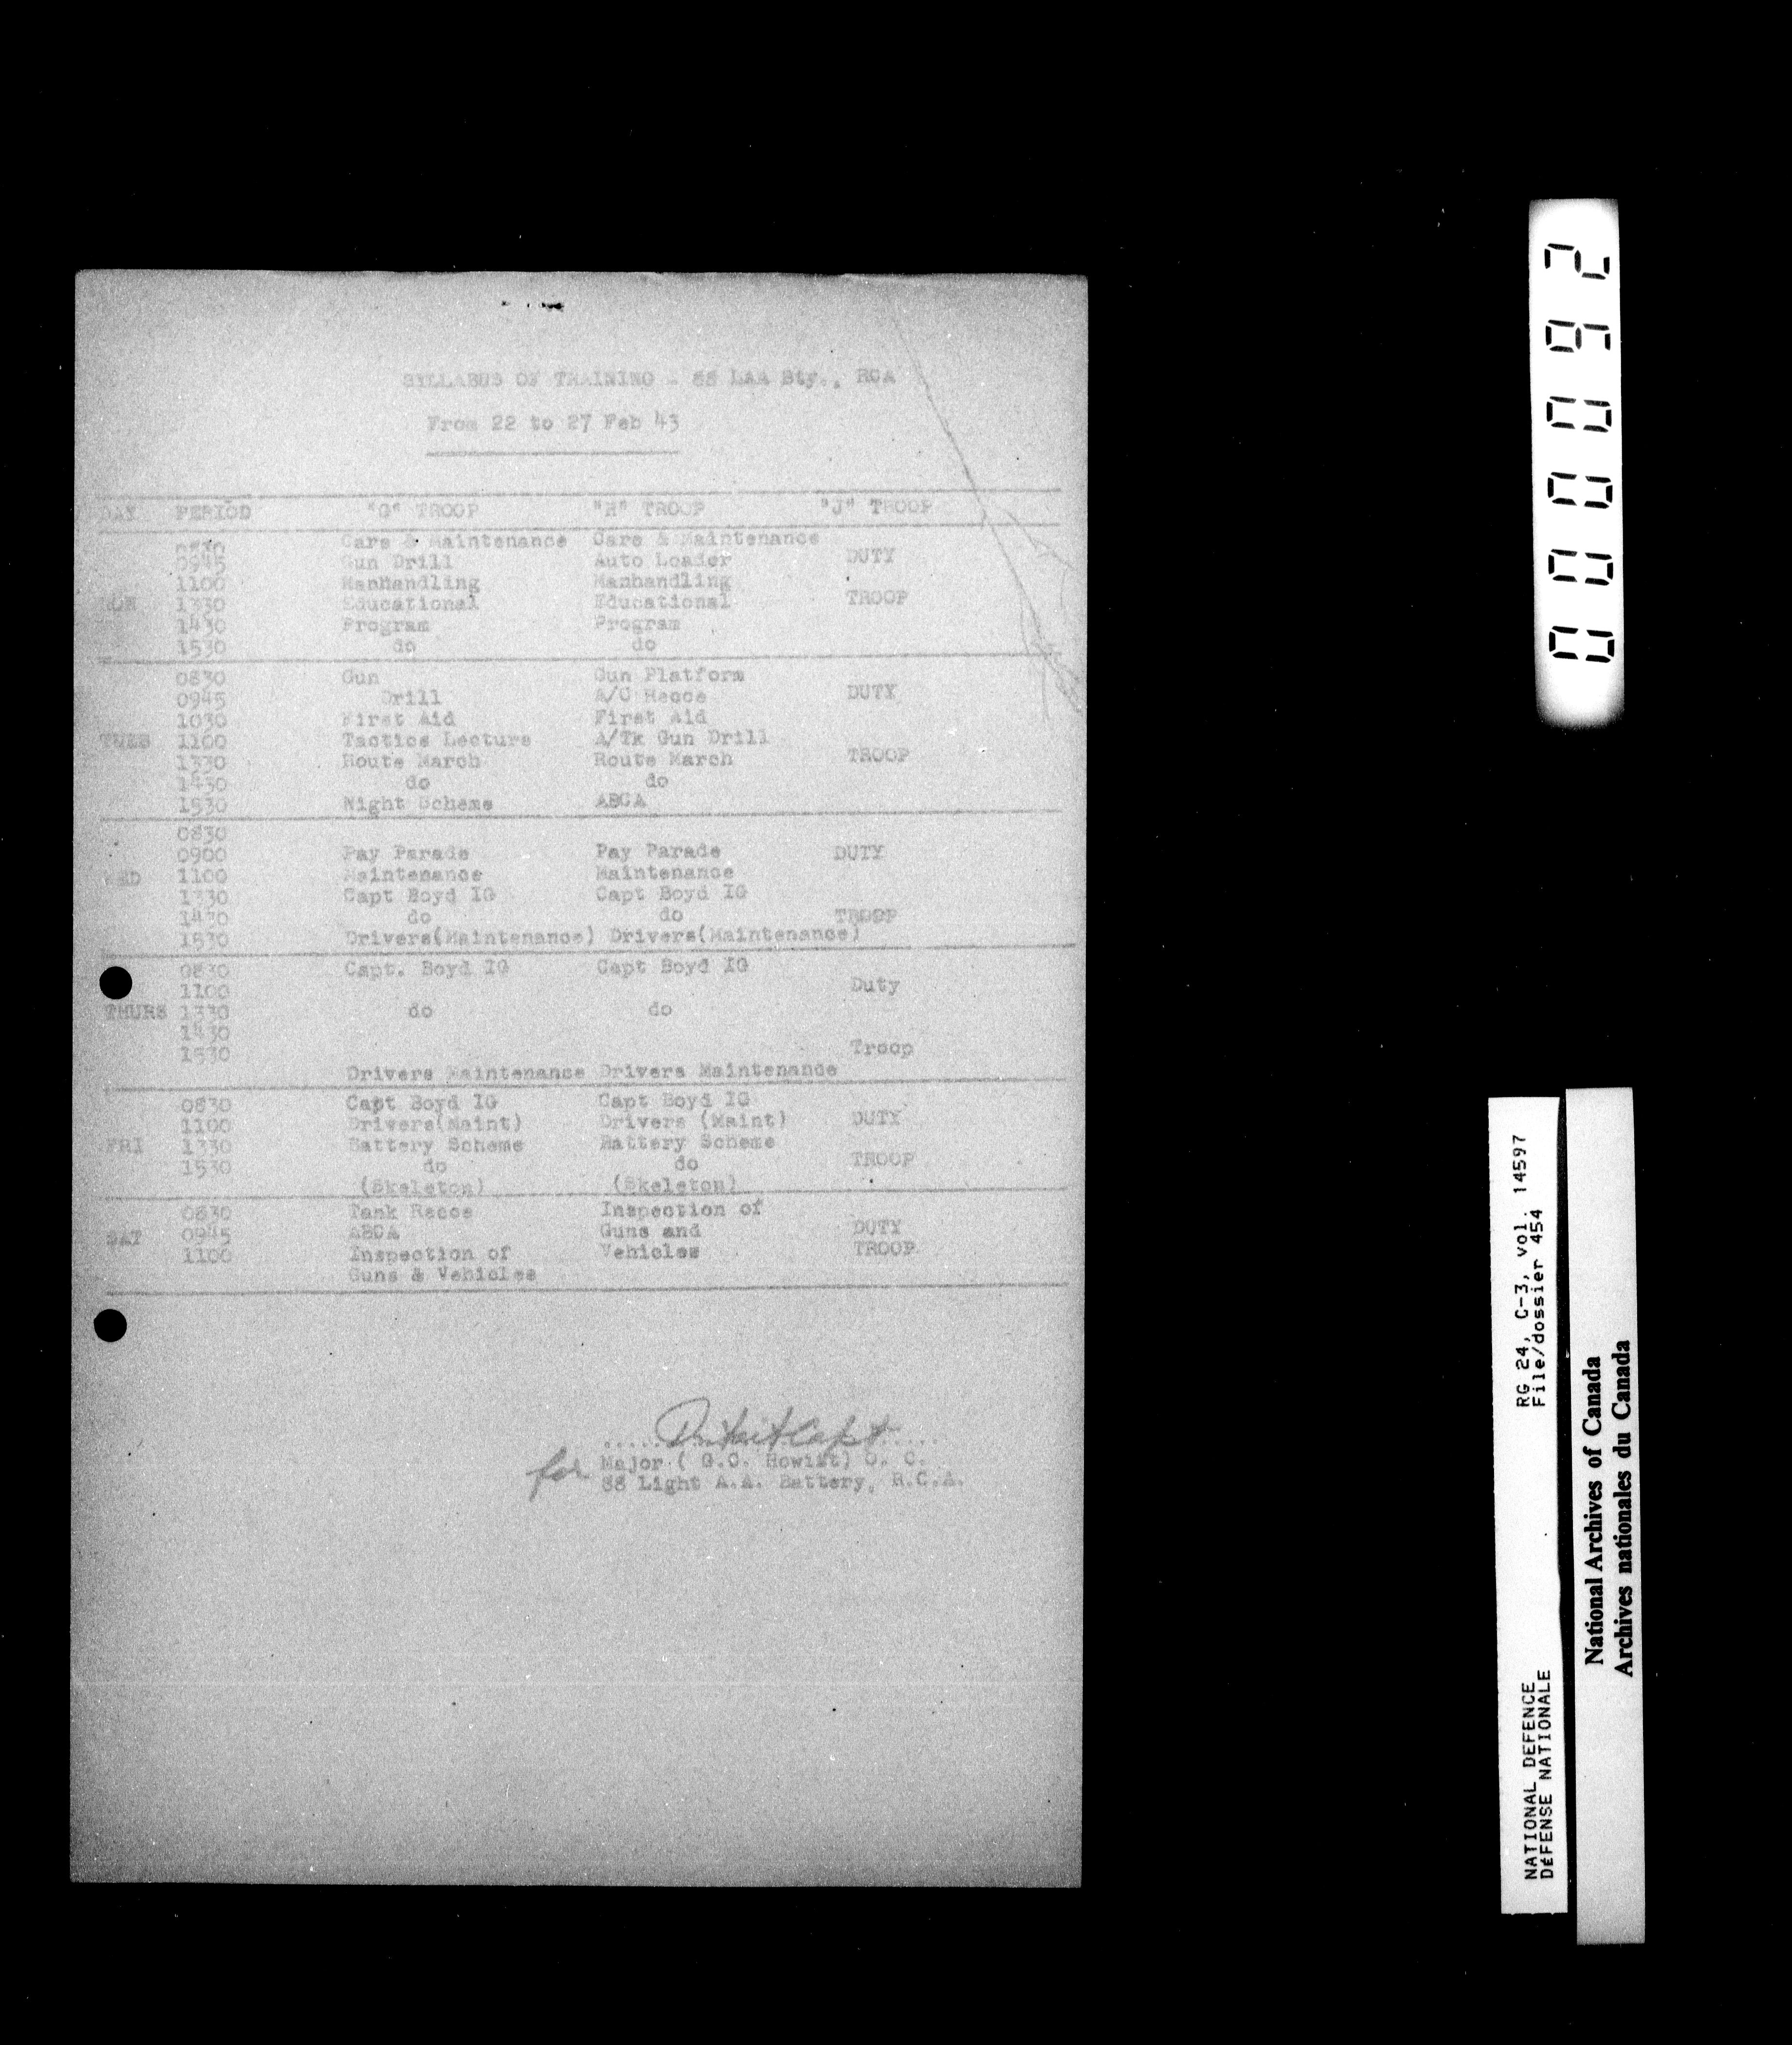 SYLLABUS OF TRAINING - 88 LAA Bty., RCA
From 22 to 27 Feb 43
DAY PERIOD "G" TROOP "H" TROOP "J" TROOP
0830 Care & Maintenance Care & Maintenance
0945 Gun Drill Auto Loader DUTY
1100 Manhandling Manhandling
MON 1330 Educational Educational TROOP
1430 Program Program
1530 do do
0830 Gun Gun Platform
0945 Drill A/C Recce DUTY
1030 First Aid First Aid
TUES 1100 Tactics Lecture A/Tk Gun Drill
1330 Route March Route March TROOP
1430 do do
1530 Night Scheme ABCA
0830
0900 Pay Parade Pay Parade DUTY
WED 1100 Maintenance Maintenance
1330 Capt Boyd IG Capt Boyd IG
1430 do do TROOP
1530 Drivers(Maintenance) Drivers(Maintenance)
0830 Capt. Boyd IG Capt Boyd IG
1100 Duty
THURS 1330 do do
1430
1530 Troop
Drivers Maintenance Drivers Maintenance
0830 Capt Boyd IG Capt Boyd IG
1100 Drivers(Maint) Drivers (Maint) DUTY
FRI 1330 Battery Scheme Battery Scheme
1530 do do TROOP
(Skeleton) (Skeleton)
0830 Tank Recce Inspection of
SAT 0945 ABCA Guns and DUTY
1100 Inspection of Vehicles TROOP
Guns & Vehicles
Capt
for Major ( G.C. Howitt) O. C.
88 Light A.A. Battery, R.C.A.
0000092
RG 24, C-3, vol. 14597
File/dossier 454
NATIONAL DEFENCE
DéFENSE NATIONALE
National Archives of Canada
Archives nationales du Canada